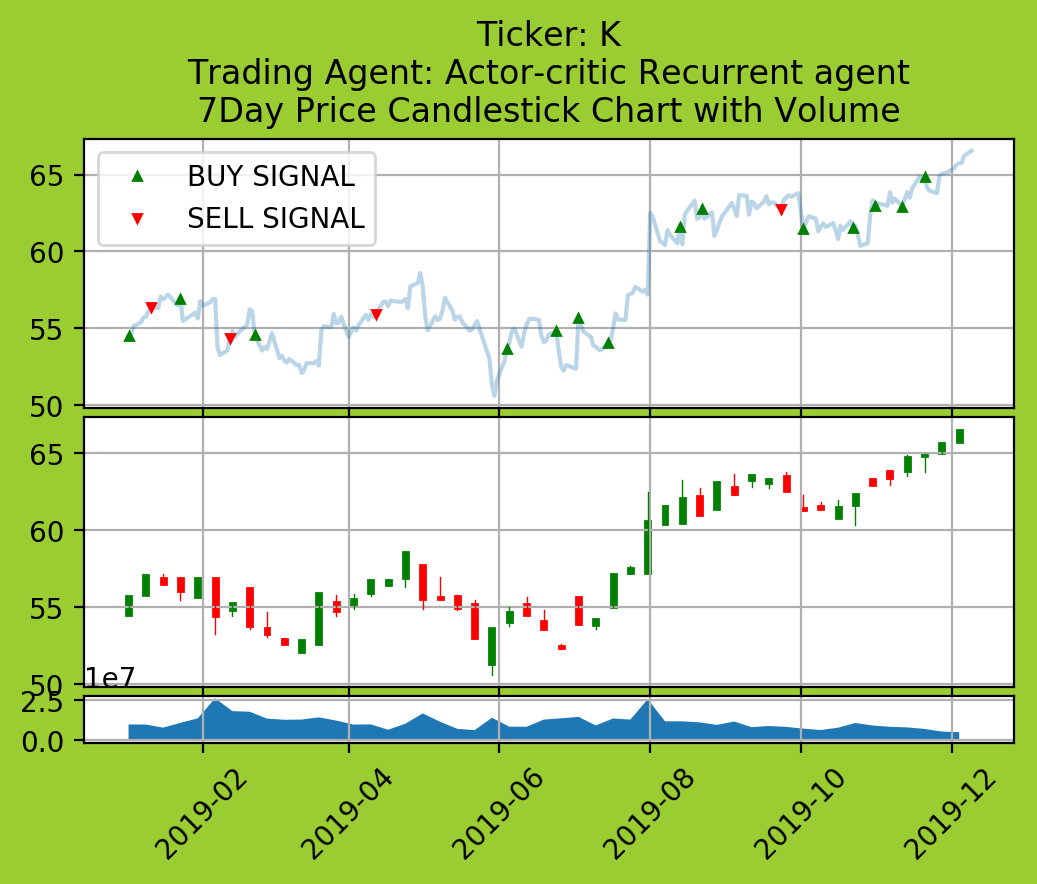 Ticker: K
Trading Agent: Actor-critic Recurrent agent
7Day Price Candlestick Chart with Volume
BUY SIGNAL
SELL SIGNAL
65
60
55
50
65
60
55
50
1e7
2.5
0.0
2019-02
2019-04
2019-06
2019-08
2019-10
2019-12